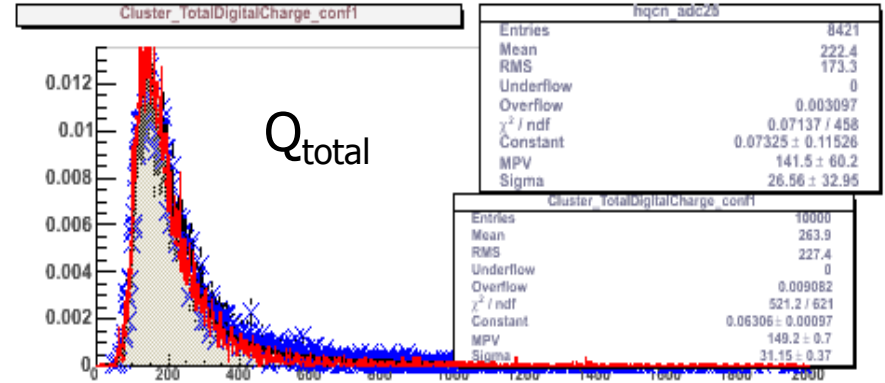 Cluster_TotalDigitalCharge_conf1
hqcn_adc25
Entries 8421
Mean 222.4
RMS 173.3
Underflow 0
Overflow 0.003097
χ² / ndf 0.07137 / 458
Constant 0.07325 ± 0.11526
MPV 141.5 ± 60.2
Sigma 26.56 ± 32.95
Cluster_TotalDigitalCharge_conf1
Entries 10000
Mean 263.9
RMS 227.4
Underflow 0
Overflow 0.009082
χ² / ndf 521.2 / 621
Constant 0.06306 ± 0.00097
MPV 149.2 ± 0.7
Sigma 31.15 ± 0.37
Qtotal
0.012
0.01
0.008
0.006
0.004
0.002
0
0 200 400 600 800 1000 1200 1400 1600 1800 2000